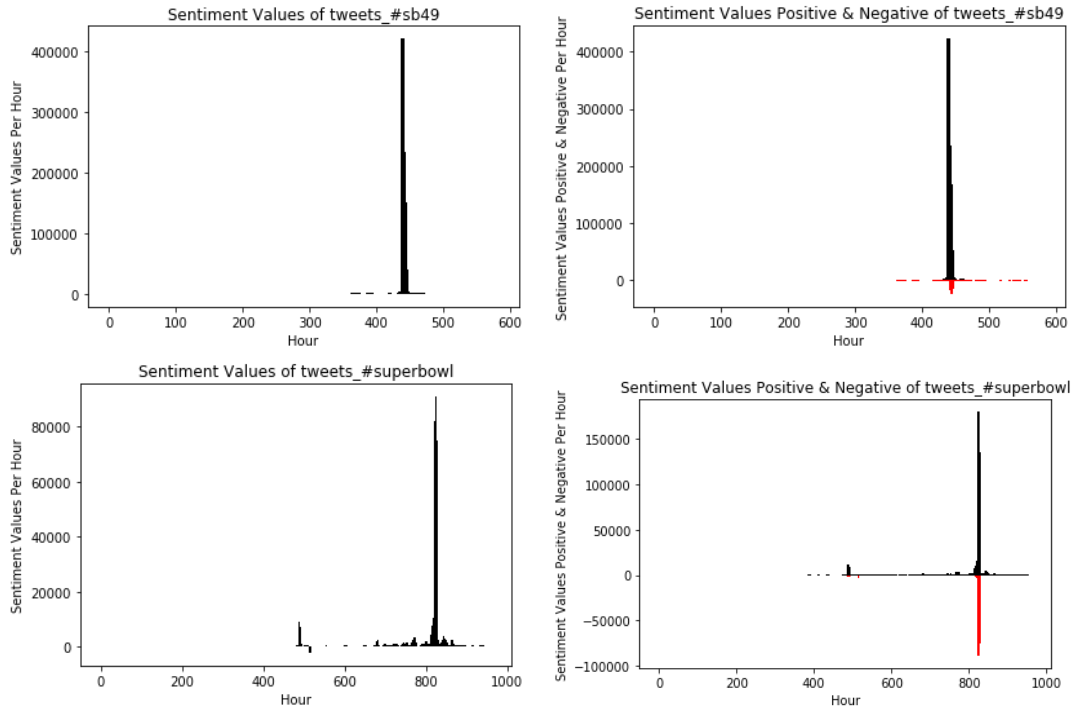 Sentiment Values of tweets_#sb49
Sentiment Values Per Hour
400000
300000
200000
100000
0
0 100 200 300 400 500 600
Hour
Sentiment Values Positive & Negative of tweets_#sb49
Sentiment Values Positive & Negative Per Hour
400000
300000
200000
100000
0
0 100 200 300 400 500 600
Hour
Sentiment Values of tweets_#superbowl
Sentiment Values Per Hour
80000
60000
40000
20000
0
0 200 400 600 800 1000
Hour
Sentiment Values Positive & Negative of tweets_#superbowl
Sentiment Values Positive & Negative Per Hour
150000
100000
50000
0
−50000
−100000
0 200 400 600 800 1000
Hour